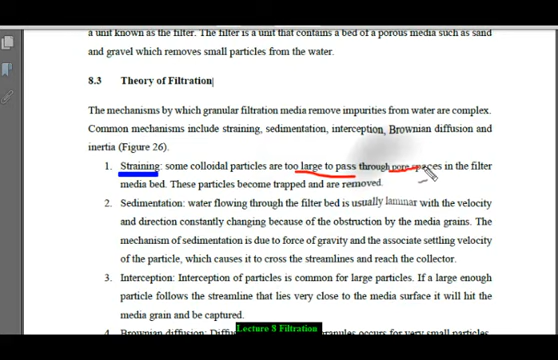 a unit known as the filter. The filter is a unit that contains a bed of a porous media such as sand
and gravel which removes small particles from the water.
8.3 Theory of Filtration
The mechanisms by which granular filtration media remove impurities from water are complex.
Common mechanisms include straining, sedimentation, interception, Brownian diffusion and
inertia (Figure 26).
1. Straining: some colloidal particles are too large to pass through pore spaces in the filter
media bed. These particles become trapped and are removed.
2. Sedimentation: water flowing through the filter bed is usually laminar with the velocity
and direction constantly changing because of the obstruction by the media grains. The
mechanism of sedimentation is due to force of gravity and the associate settling velocity
of the particle, which causes it to cross the streamlines and reach the collector.
3. Interception: Interception of particles is common for large particles. If a large enough
particle follows the streamline that lies very close to the media surface it will hit the
media grain and be captured.
4. Brownian diffusion: granules occurs for very small particles,
Lecture 8 Filtration